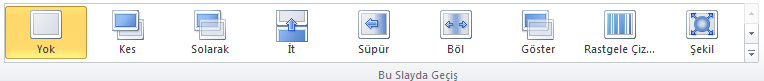 Yok Kes Solarak İt Süpür Böl Göster Rastgele Çiz... Şekil
Bu Slayda Geçiş